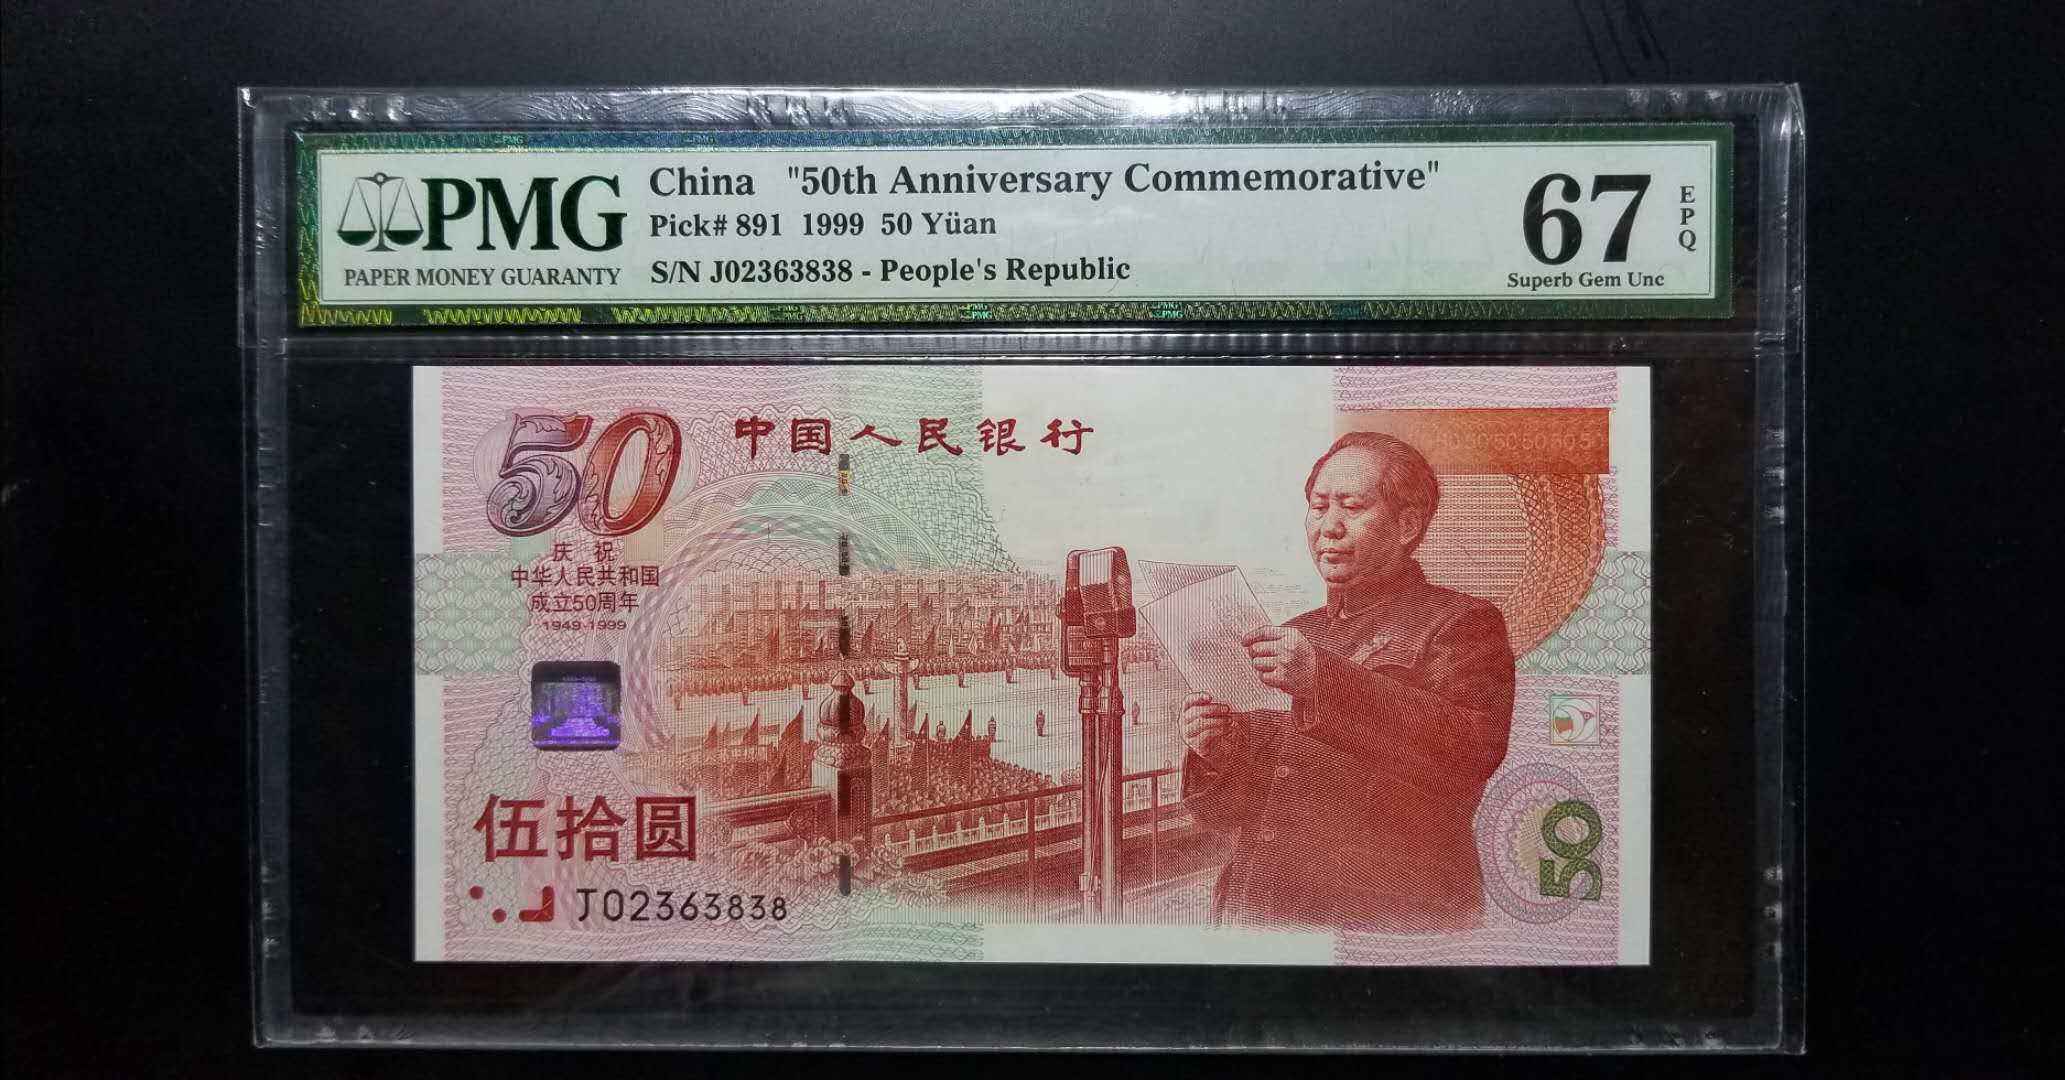 PMG
PAPER MONEY GUARANTY
China "50th Anniversary Commemorative"
Pick# 891 1999 50 Yüan
S/N J02363838 - People's Republic
67
EPQ
Superb Gem Unc
50
中国人民银行
庆祝
中华人民共和国
成立50周年
1949-1999
伍拾圆
J02363838
50